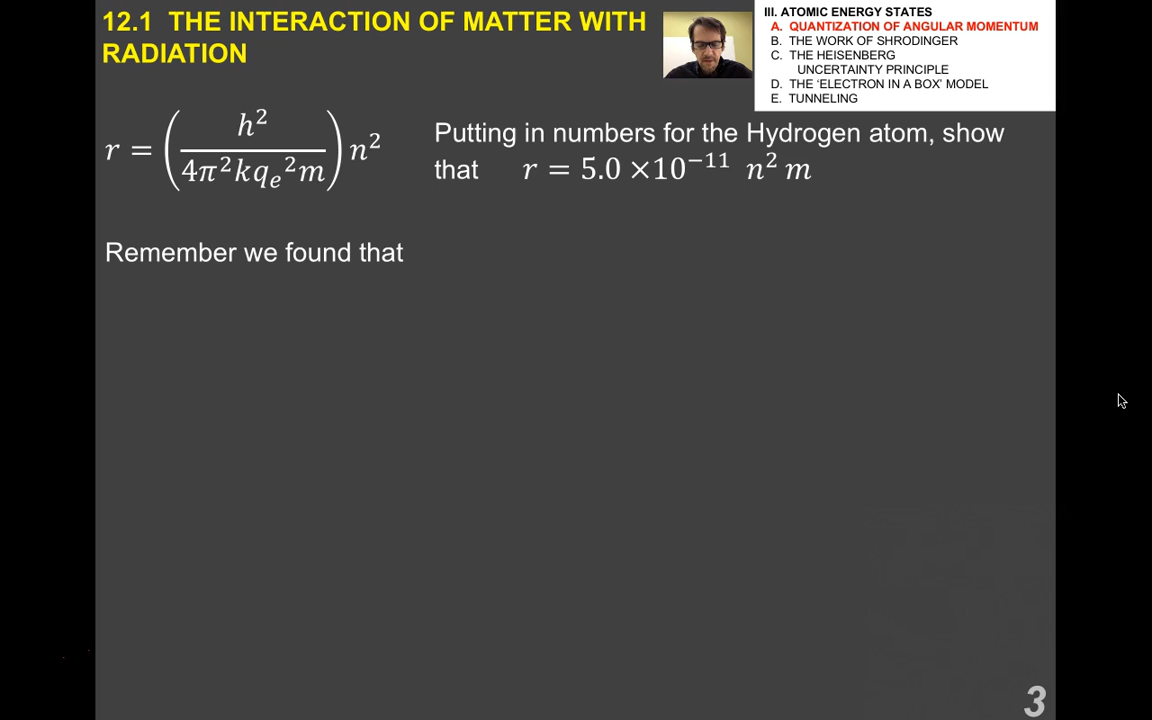 12.1 THE INTERACTION OF MATTER WITH
RADIATION
III. ATOMIC ENERGY STATES
A. QUANTIZATION OF ANGULAR MOMENTUM
B. THE WORK OF SHRODINGER
C. THE HEISENBERG
UNCERTAINTY PRINCIPLE
D. THE ‘ELECTRON IN A BOX’ MODEL
E. TUNNELING
r = (h² / 4π²kqₑ²m) n²
Putting in numbers for the Hydrogen atom, show
that r = 5.0 ×10⁻¹¹ n² m
Remember we found that
3